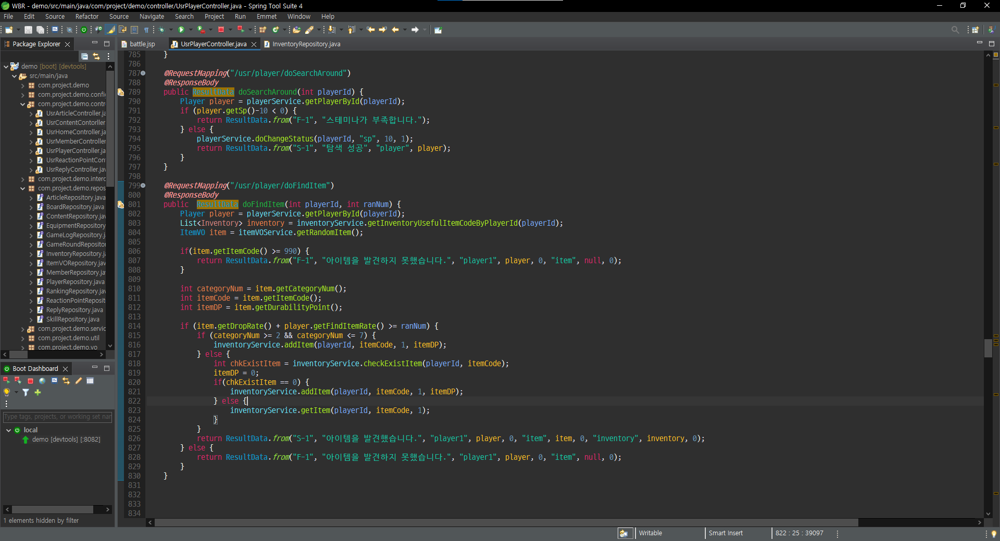 WBR - demo/src/main/java/com/project/demo/controller/UsrPlayerController.java - Spring Tool Suite 4
File Edit Source Refactor Source Navigate Search Project Run Emmet Window Help
Package Explorer
demo [boot] [devtools]
src/main/java
com.project.demo
com.project.demo.confi
com.project.demo.contr
UsrArticleController.ja
UsrContentContorller
UsrHomeController.ja
UsrMemberController
UsrPlayerController.ja
UsrReactionPointCon
UsrReplyController.jav
com.project.demo.interc
com.project.demo.repos
ArticleRepository.java
BoardRepository.java
ContentRepository.jav
EquipmentRepository
GameLogRepository.j
GameRoundRepositor
InventoryRepository.ja
ItemVORepository.jav
MemberRepository.ja
PlayerRepository.java
RankingRepository.jav
ReactionPointReposit
ReplyRepository.java
SkillRepository.java
com.project.demo.servic
com.project.demo.util
com.project.demo.vo
Boot Dashboard
Type tags, projects, or working set nar
local
demo [devtools] [:8082]
1 elements hidden by filter
battle.jsp UsrPlayerController.java InventoryRepository.java
785 }
786
787 @RequestMapping("/usr/player/doSearchAround")
788 @ResponseBody
789 public ResultData doSearchAround(int playerId) {
790 Player player = playerService.getPlayerById(playerId);
791 if (player.getSp()-10 < 0) {
792 return ResultData.from("F-1", "스테미나가 부족합니다.");
793 } else {
794 playerService.doChangeStatus(playerId, "sp", 10, 1);
795 return ResultData.from("S-1", "탐색 성공", "player", player);
796 }
797 }
798
799 @RequestMapping("/usr/player/doFindItem")
800 @ResponseBody
801 public ResultData doFindItem(int playerId, int ranNum) {
802 Player player = playerService.getPlayerById(playerId);
803 List<Inventory> inventory = inventoryService.getInventoryUsefulItemCodeByPlayerId(playerId);
804 ItemVO item = itemVOService.getRandomItem();
805
806 if(item.getItemCode() >= 990) {
807 return ResultData.from("F-1", "아이템을 발견하지 못했습니다.", "player1", player, 0, "item", null, 0);
808 }
809
810 int categoryNum = item.getCategoryNum();
811 int itemCode = item.getItemCode();
812 int itemDP = item.getDurabilityPoint();
813
814 if (item.getDropRate() + player.getFindItemRate() >= ranNum) {
815 if (categoryNum >= 2 && categoryNum <= 7) {
816 inventoryService.addItem(playerId, itemCode, 1, itemDP);
817 } else {
818 int chkExistItem = inventoryService.checkExistItem(playerId, itemCode);
819 itemDP = 0;
820 if(chkExistItem == 0) {
821 inventoryService.addItem(playerId, itemCode, 1, itemDP);
822 } else {
823 inventoryService.getItem(playerId, itemCode, 1);
824 }
825 }
826 return ResultData.from("S-1", "아이템을 발견했습니다.", "player1", player, 0, "item", item, 0, "inventory", inventory, 0);
827 } else {
828 return ResultData.from("F-1", "아이템을 발견하지 못했습니다.", "player1", player, 0, "item", null, 0);
829 }
830 }
831
832
833
834
Writable Smart Insert 822 : 25 : 39097